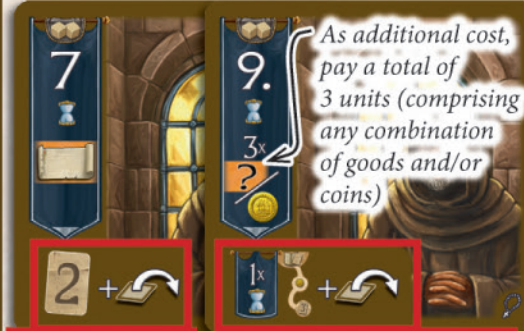 7
9.
3x
?
As additional cost,
pay a total of
3 units (comprising
any combination
of goods and/or
coins)
2 +
1x +